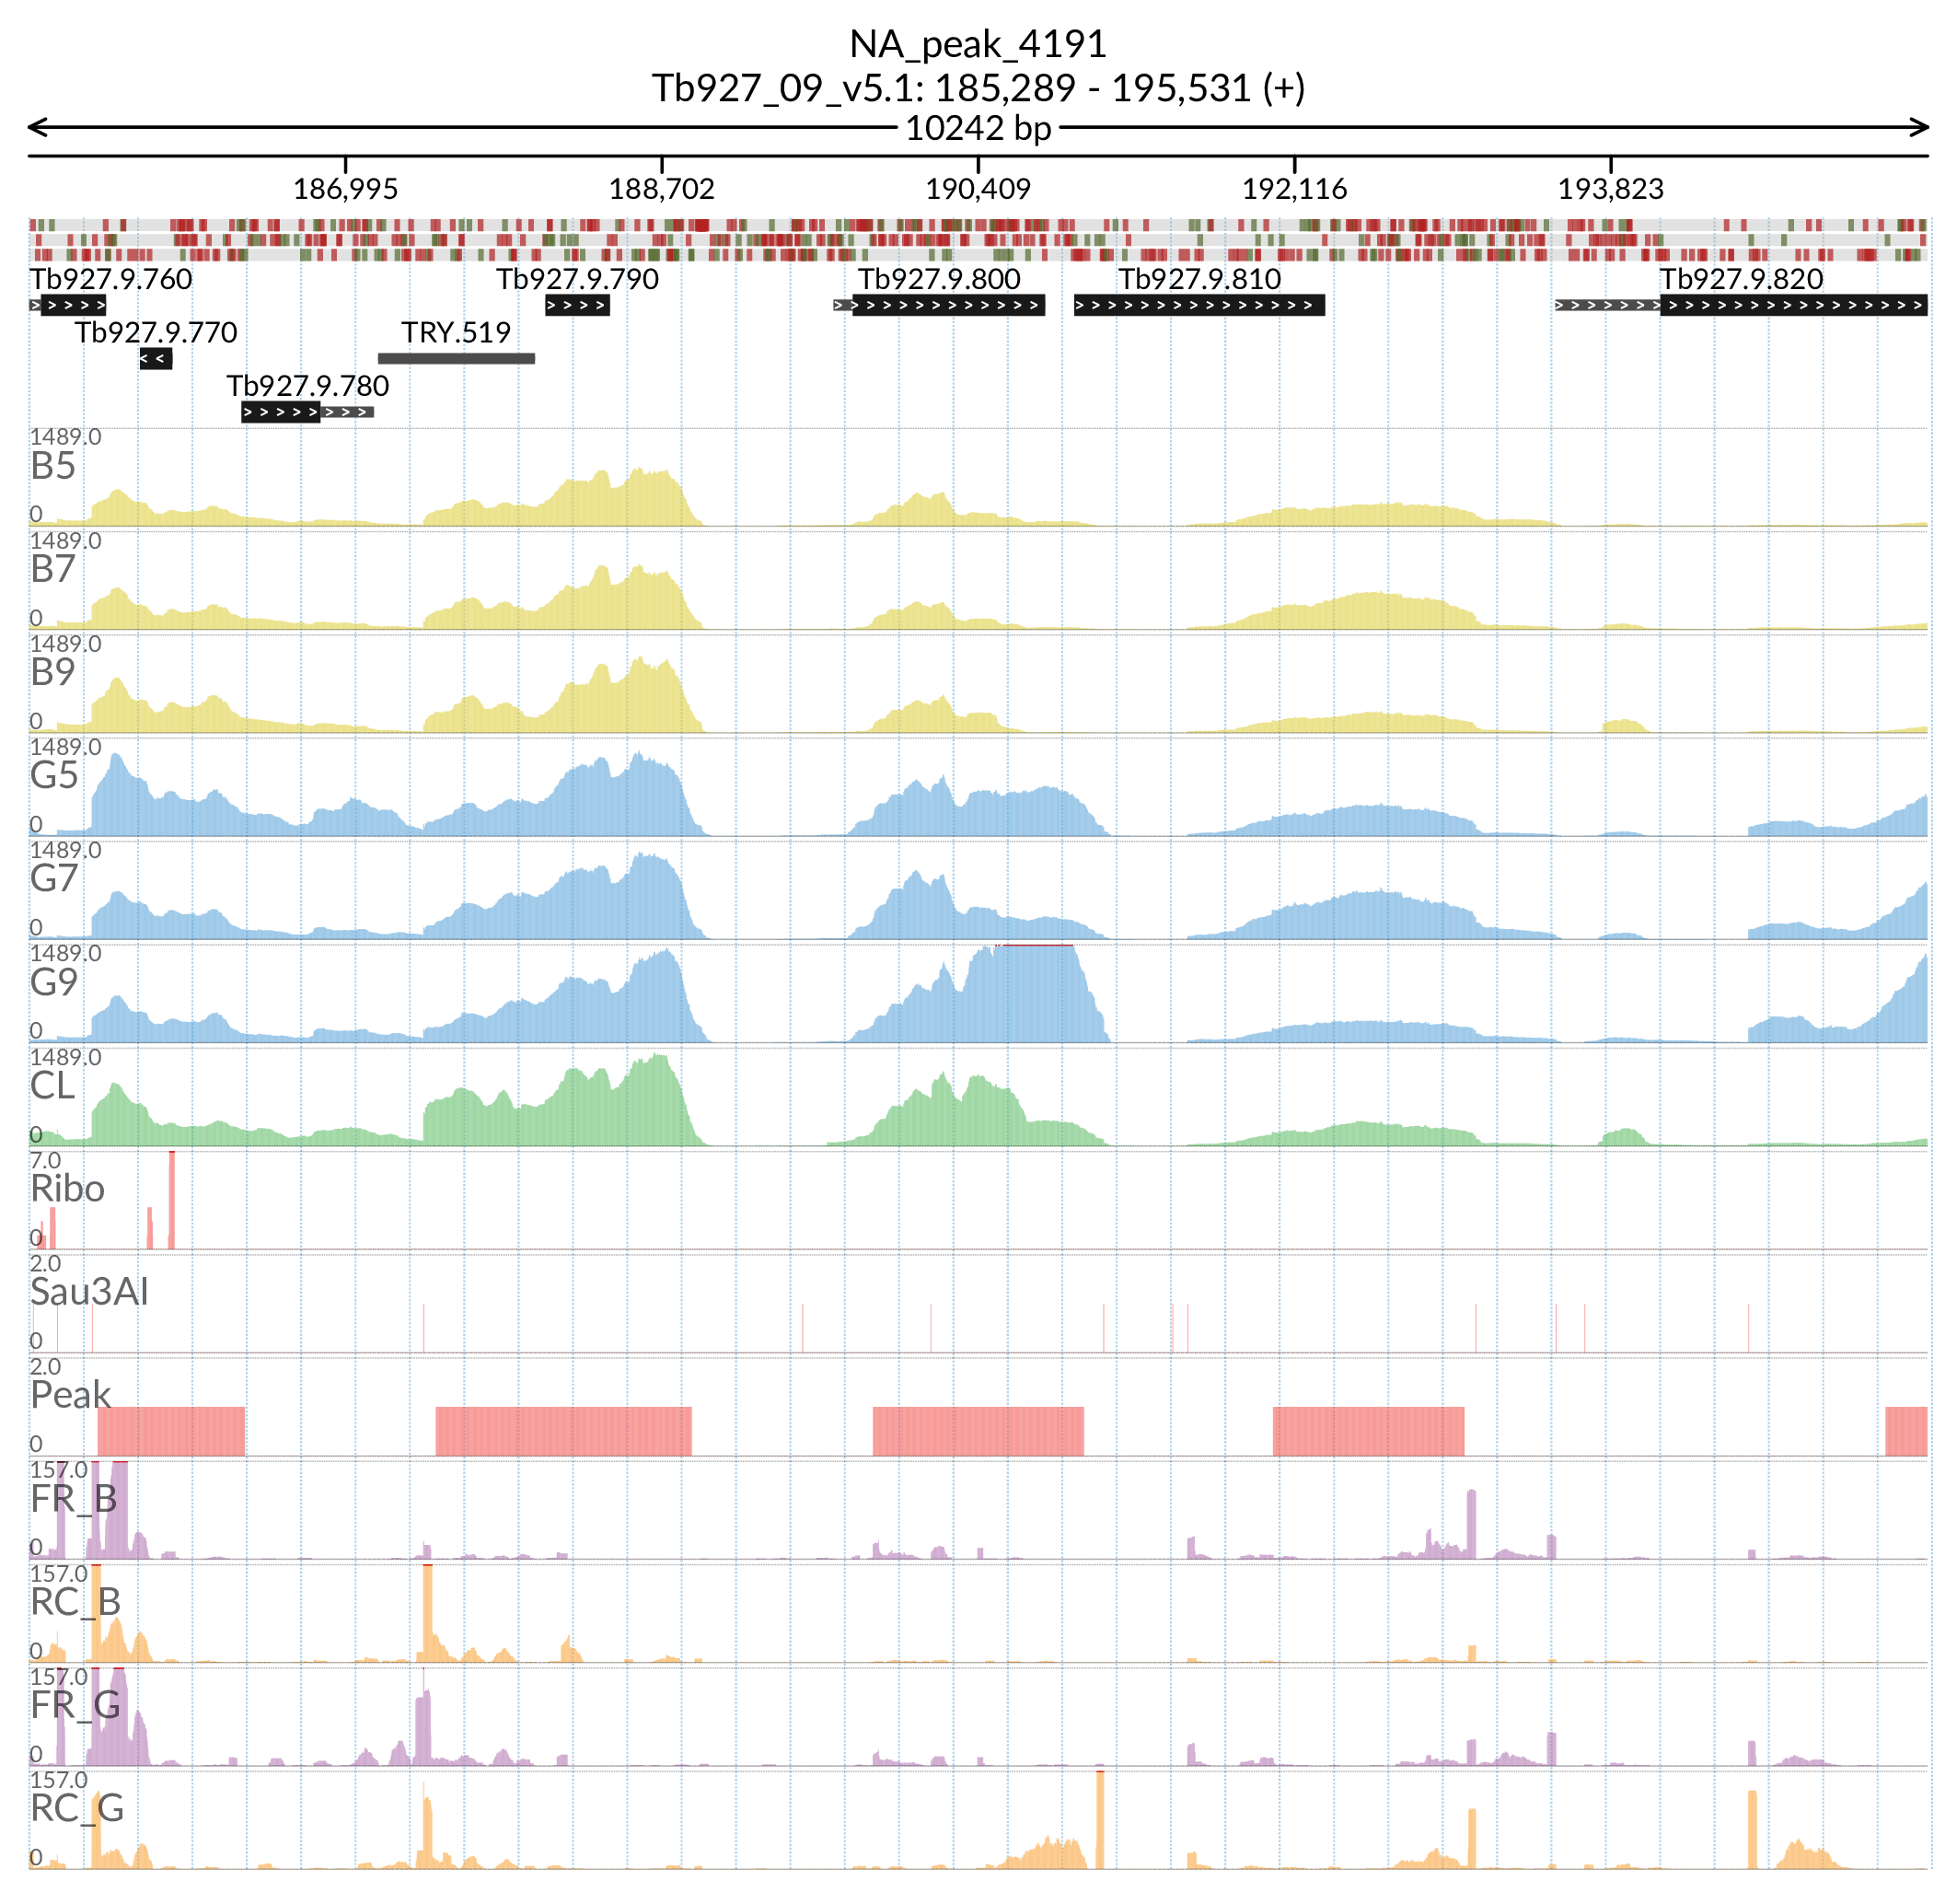 NA_peak_4191
Tb927_09_v5.1: 185,289 - 195,531 (+)
10242 bp
186,995 188,702 190,409 192,116 193,823
Tb927.9.760 Tb927.9.790 Tb927.9.800 Tb927.9.810 Tb927.9.820
Tb927.9.770 TRY.519
Tb927.9.780
1489.0
B5
0
1489.0
B7
0
1489.0
B9
0
1489.0
G5
0
1489.0
G7
0
1489.0
G9
0
1489.0
CL
0
7.0
Ribo
0
2.0
Sau3AI
0
2.0
Peak
0
157.0
FR_B
0
157.0
RC_B
0
157.0
FR_G
0
157.0
RC_G
0